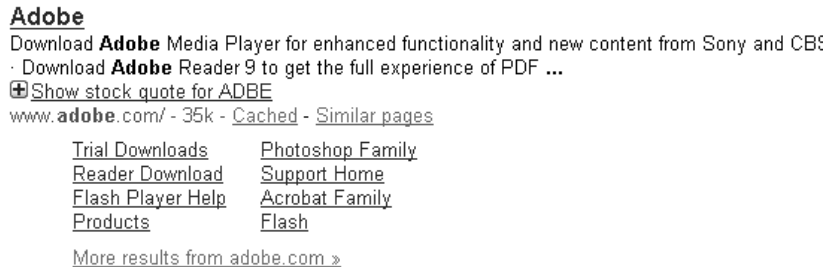 Adobe
Download Adobe Media Player for enhanced functionality and new content from Sony and CBS
· Download Adobe Reader 9 to get the full experience of PDF ...
Show stock quote for ADBE
www.adobe.com/ - 35k - Cached - Similar pages
Trial Downloads Photoshop Family
Reader Download Support Home
Flash Player Help Acrobat Family
Products Flash
More results from adobe.com »